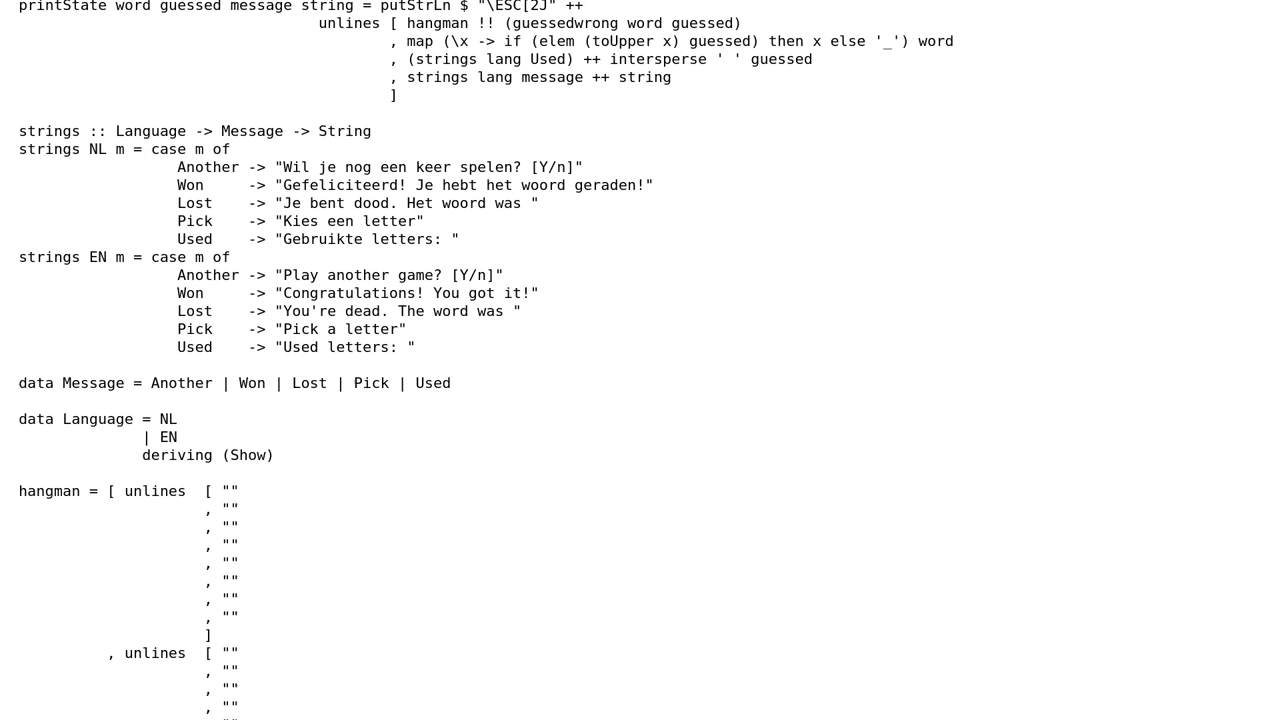 printState word guessed message string = putStrLn $ "\ESC[2J" ++
                                  unlines [ hangman !! (guessedwrong word guessed)
                                          , map (\x -> if (elem (toUpper x) guessed) then x else '_') word
                                          , (strings lang Used) ++ intersperse ' ' guessed
                                          , strings lang message ++ string
                                          ]

strings :: Language -> Message -> String
strings NL m = case m of
                  Another -> "Wil je nog een keer spelen? [Y/n]"
                  Won     -> "Gefeliciteerd! Je hebt het woord geraden!"
                  Lost    -> "Je bent dood. Het woord was "
                  Pick    -> "Kies een letter"
                  Used    -> "Gebruikte letters: "
strings EN m = case m of
                  Another -> "Play another game? [Y/n]"
                  Won     -> "Congratulations! You got it!"
                  Lost    -> "You're dead. The word was "
                  Pick    -> "Pick a letter"
                  Used    -> "Used letters: "

data Message = Another | Won | Lost | Pick | Used

data Language = NL
              | EN
              deriving (Show)

hangman = [ unlines  [ ""
                     , ""
                     , ""
                     , ""
                     , ""
                     , ""
                     , ""
                     , ""
                     ]
          , unlines  [ ""
                     , ""
                     , ""
                     , ""